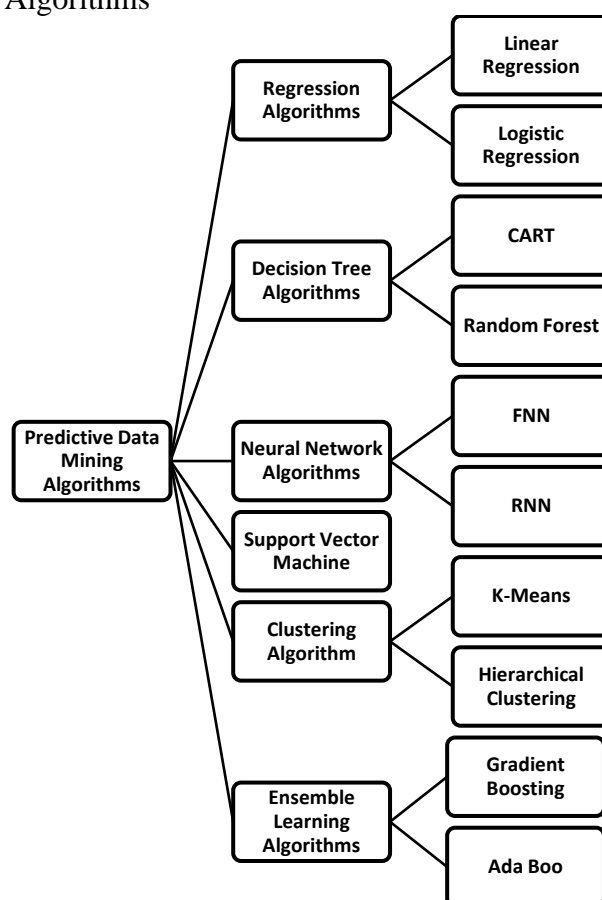 Algorithms
Linear
Regression
Regression
Algorithms
Logistic
Regression
CART
Decision Tree
Algorithms
Random Forest
FNN
Predictive Data
Mining
Algorithms
Neural Network
Algorithms
RNN
Support Vector
Machine
K-Means
Clustering
Algorithm
Hierarchical
Clustering
Gradient
Boosting
Ensemble
Learning
Algorithms
Ada Boo